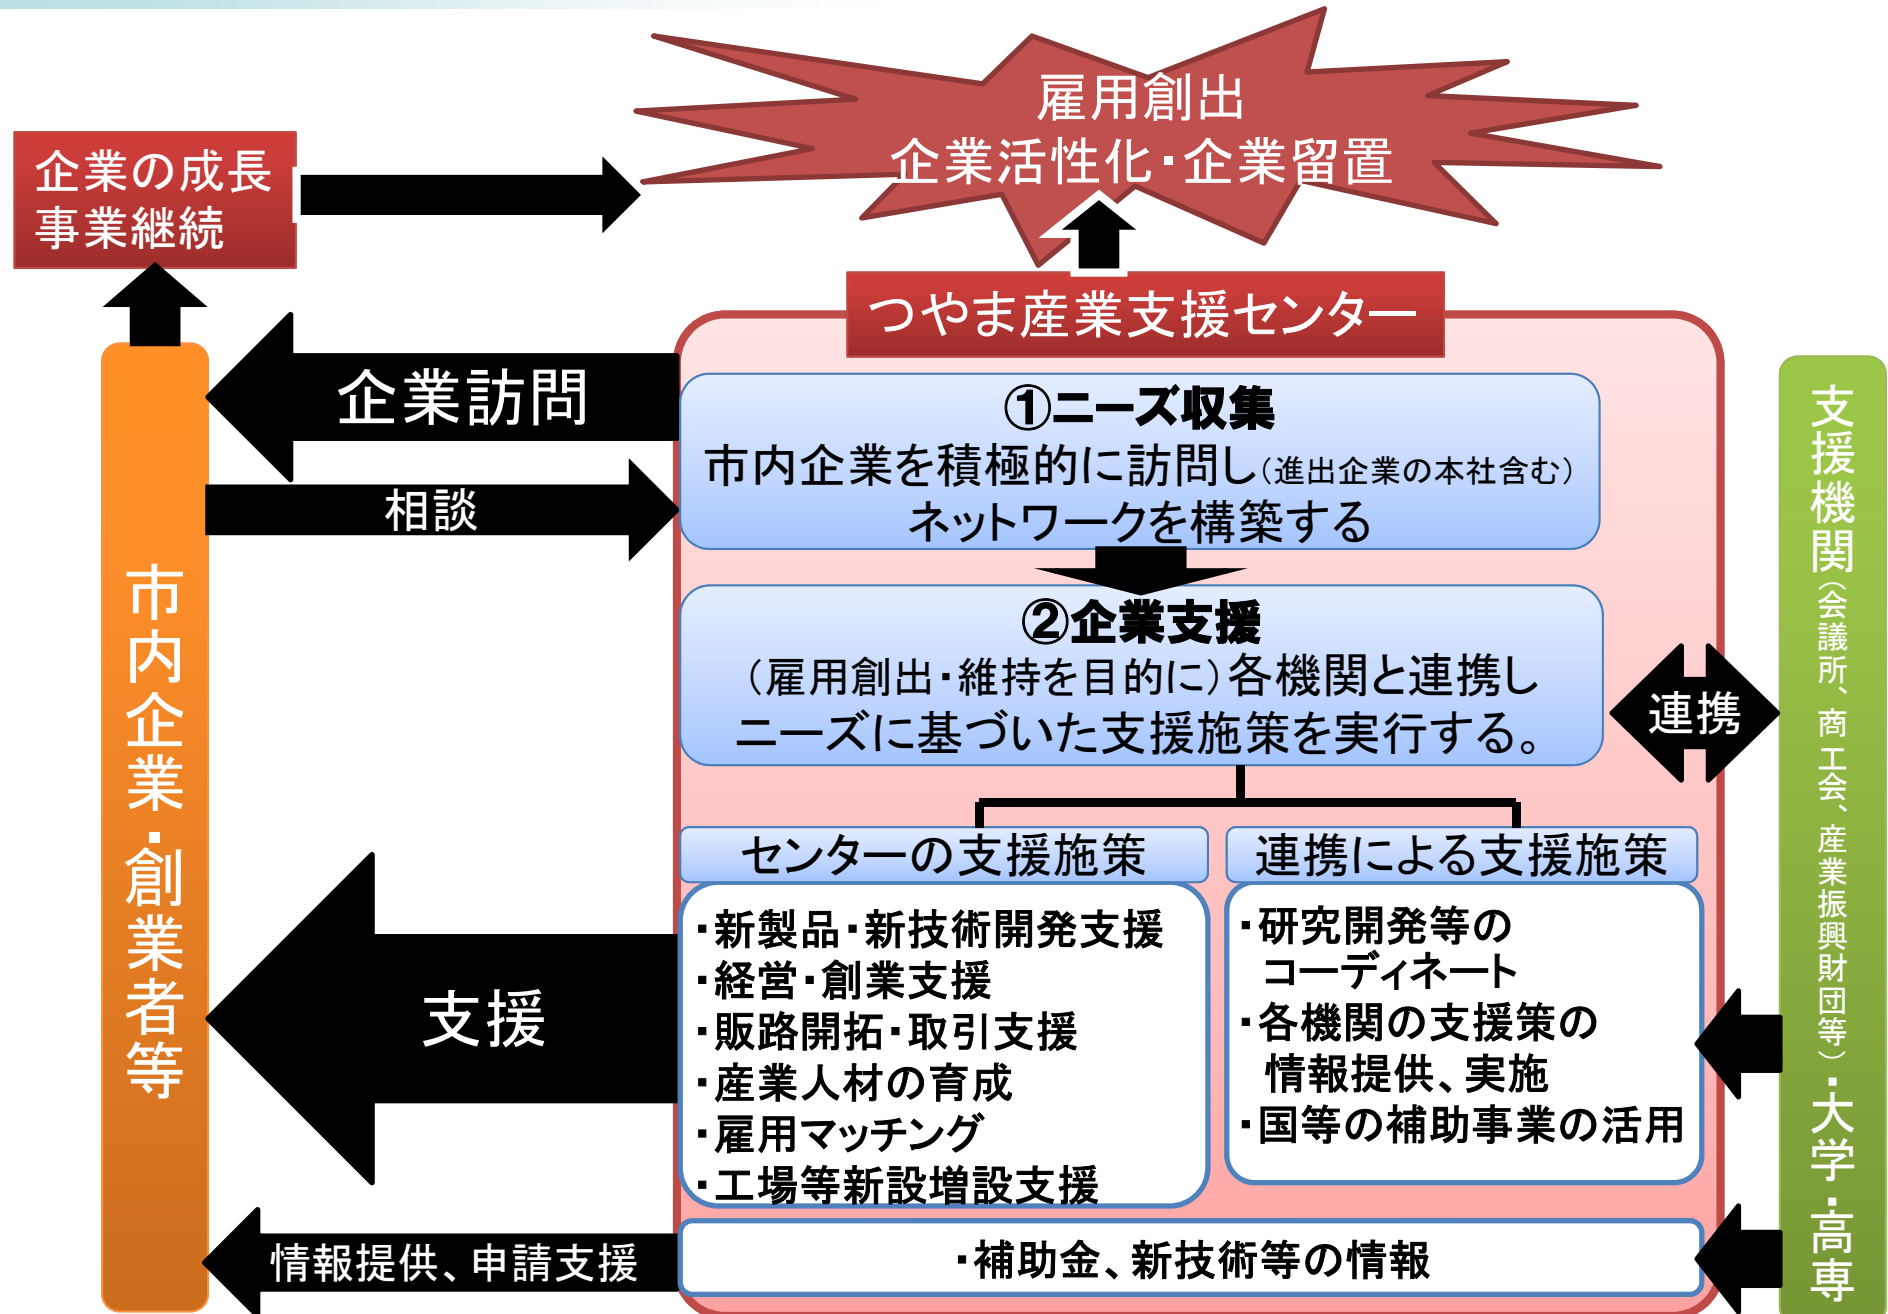 雇用創出
企業活性化・企業留置
企業の成長
事業継続
つやま産業支援センター
企業訪問
相談
市内企業・創業者等
①ニーズ収集
市内企業を積極的に訪問し（進出企業の本社含む）
ネットワークを構築する
②企業支援
（雇用創出・維持を目的に）各機関と連携し
ニーズに基づいた支援施策を実行する。
連携
支援機関（会議所、商工会、産業振興財団等）・大学・高専
センターの支援施策
・新製品・新技術開発支援
・経営・創業支援
・販路開拓・取引支援
・産業人材の育成
・雇用マッチング
・工場等新設増設支援
連携による支援施策
・研究開発等の
コーディネート
・各機関の支援策の
情報提供、実施
・国等の補助事業の活用
支援
情報提供、申請支援
・補助金、新技術等の情報